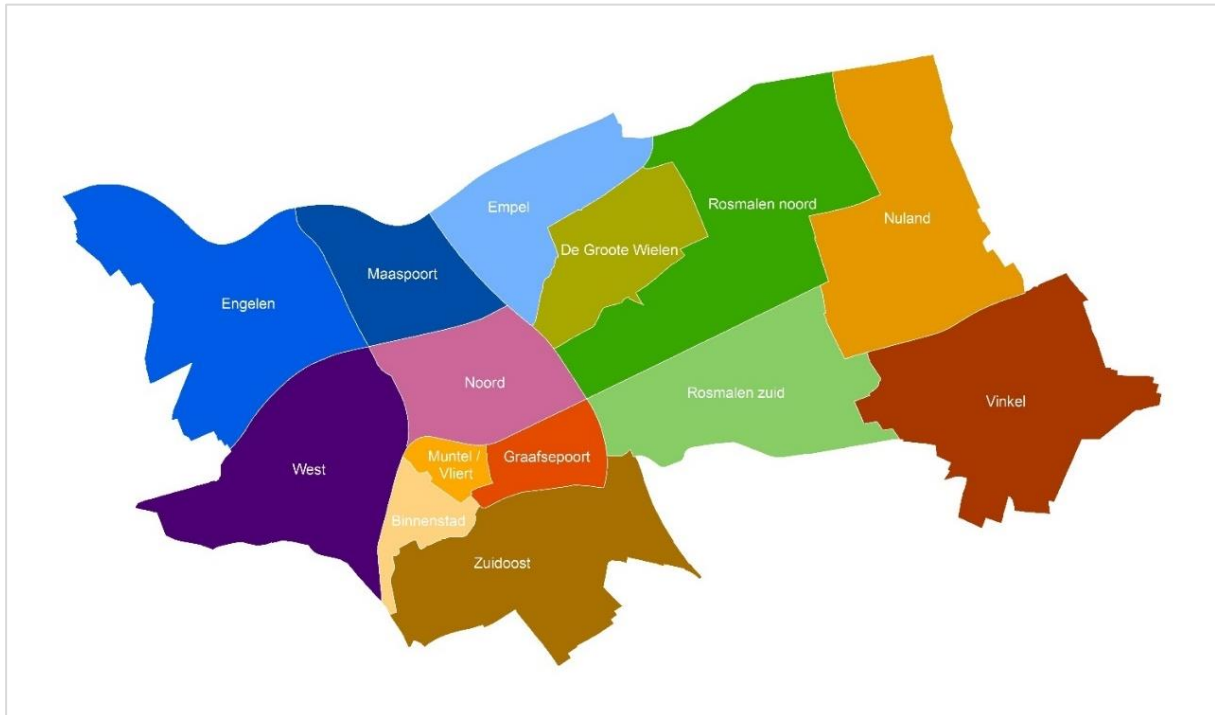 Empel
Rosmalen noord
Nuland
De Groote Wielen
Maaspoort
Engelen
Noord
Rosmalen zuid
Vinkel
Muntel /
Vliert
Graafsepoort
West
Binnenstad
Zuidoost